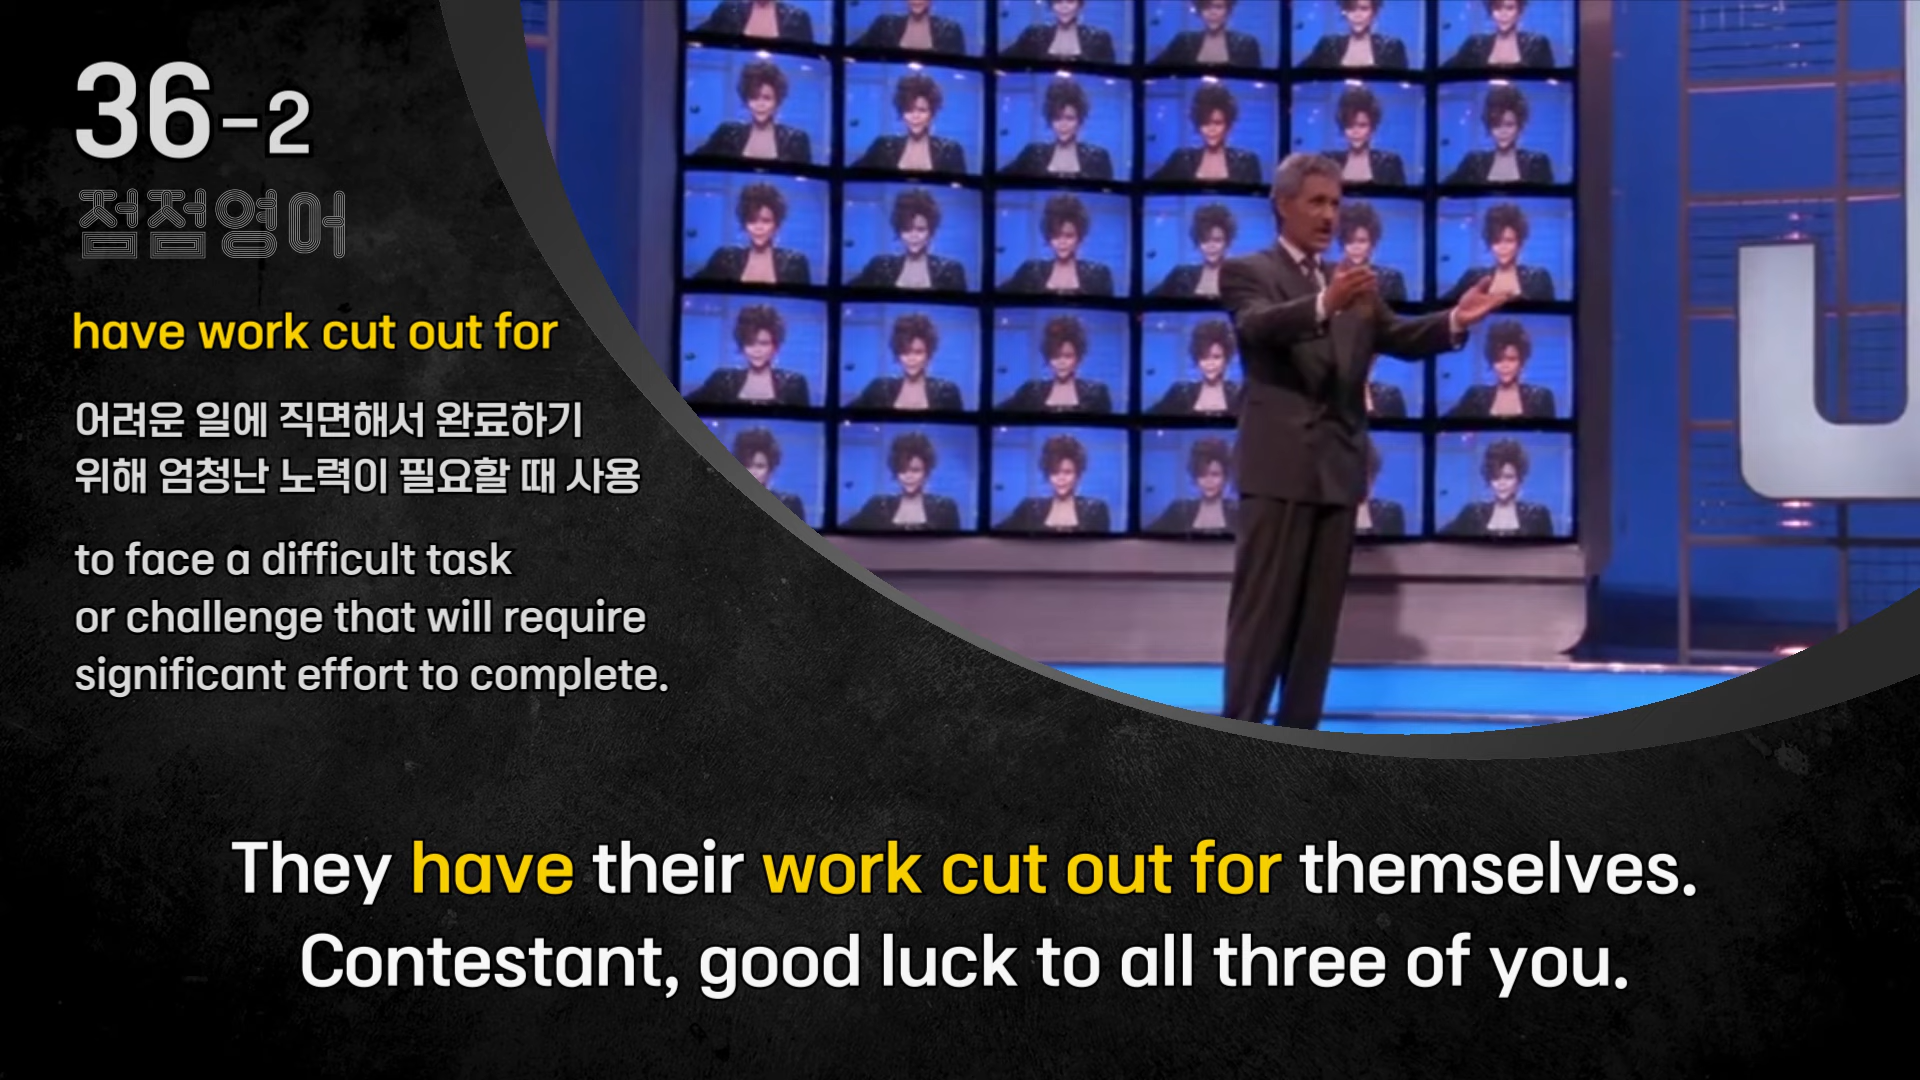 36-2
점점영어
have work cut out for
어려운 일에 직면해서 완료하기
위해 엄청난 노력이 필요할 때 사용
to face a difficult task
or challenge that will require
significant effort to complete.
They have their work cut out for themselves.
Contestant, good luck to all three of you.